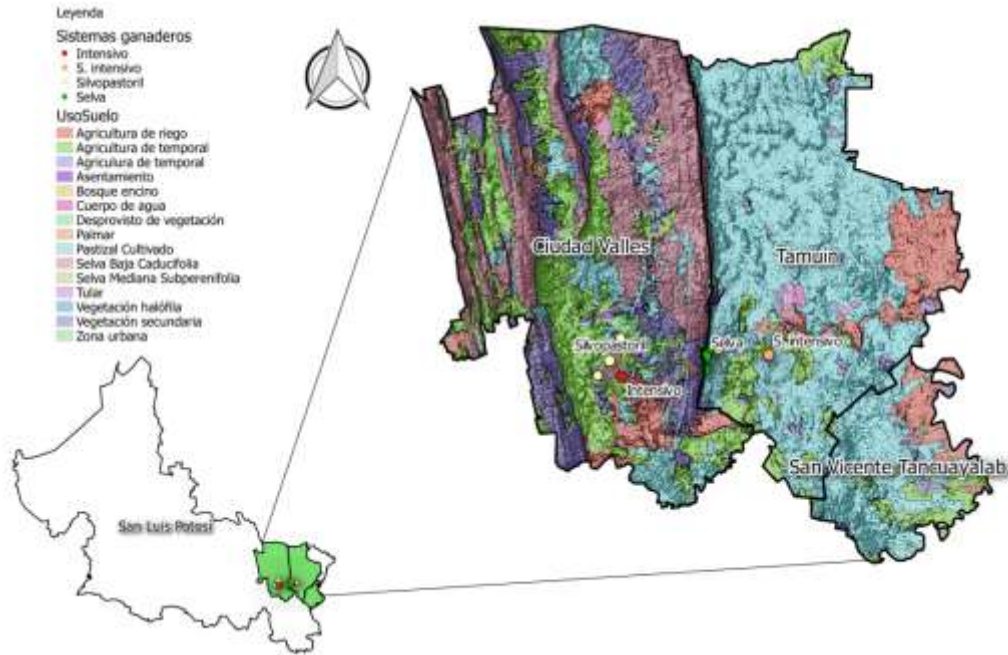 Leyenda
Sistemas ganaderos
Intensivo
S. intensivo
Silvopastoril
Selva
UsoSuelo
Agricultura de riego
Agricultura de temporal
Agriculura de temporal
Asentamiento
Bosque encino
Cuerpo de agua
Desprovisto de vegetación
Palmar
Pastizal Cultivado
Selva Baja Caducifolia
Selva Mediana Subperenifolia
Tular
Vegetación halófila
Vegetación secundaria
Zona urbana
Ciudad Valles
Tamuin
Silvopastoril
Selva
S. intensivo
Intensivo
San Vicente Tancuayalab
San Luis Potosí